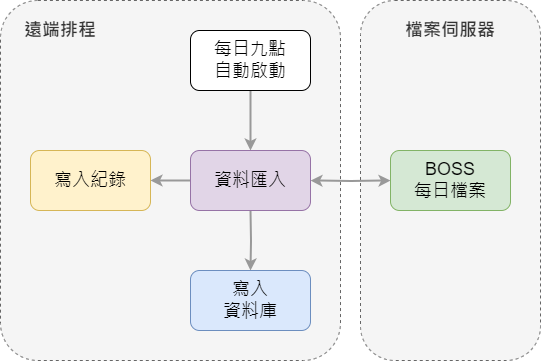 遠端排程
檔案伺服器
每日九點
自動啟動
寫入紀錄
資料匯入
BOSS
每日檔案
寫入
資料庫